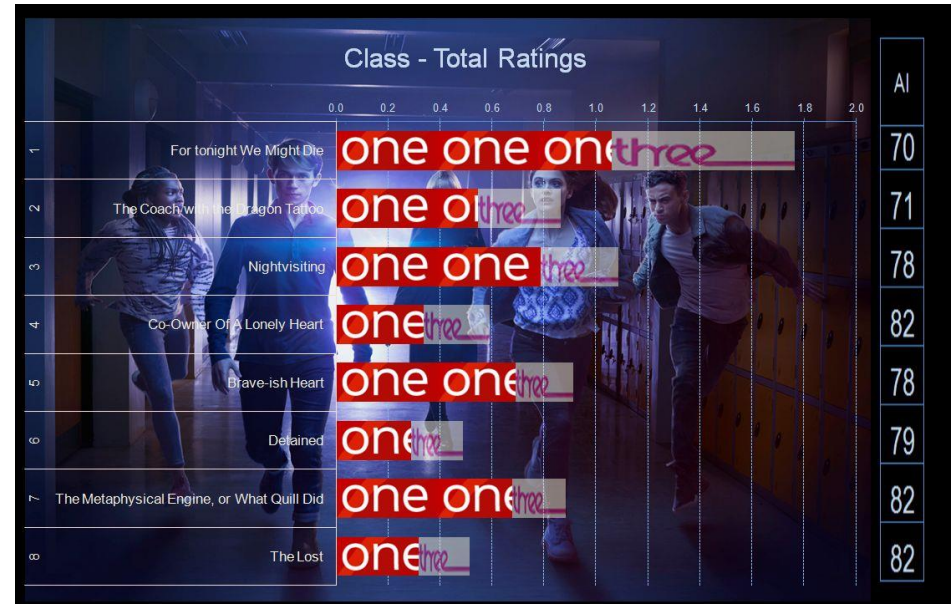 Class - Total Ratings
AI
0.0 0.2 0.4 0.6 0.8 1.0 1.2 1.4 1.6 1.8 2.0
1 For tonight We Might Die one one one three 70
2 The Coach with the Dragon Tattoo one one three 71
3 Nightvisiting one one three 78
4 Co-Owner Of A Lonely Heart one three 82
5 Brave-ish Heart one one three 78
6 Detained one three 79
7 The Metaphysical Engine, or What Quill Did one one three 82
8 The Lost one three 82